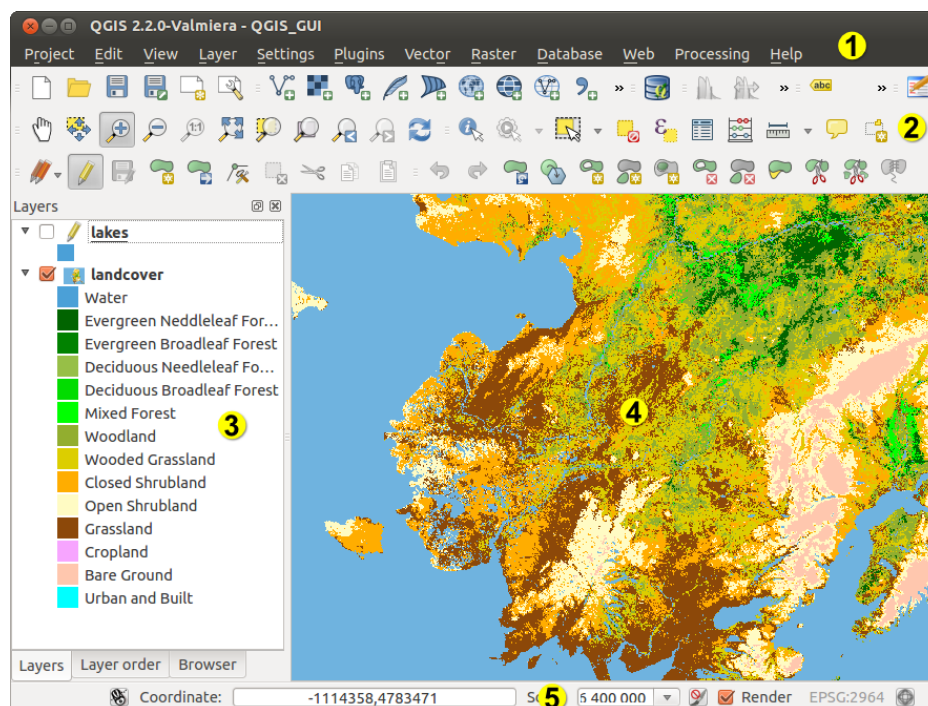 QGIS 2.2.0-Valmiera - QGIS_GUI
Project Edit View Layer Settings Plugins Vector Raster Database Web Processing Help 1
» » abc »
1:1 2
Layers
lakes
landcover
Water
Evergreen Neddleleaf For...
Evergreen Broadleaf Forest
Deciduous Needleleaf Fo...
Deciduous Broadleaf Forest
Mixed Forest
Woodland
3
4
Wooded Grassland
Closed Shrubland
Open Shrubland
Grassland
Cropland
Bare Ground
Urban and Built
Layers Layer order Browser
Coordinate: -1114358,4783471 5 400 000 Render EPSG:2964
5